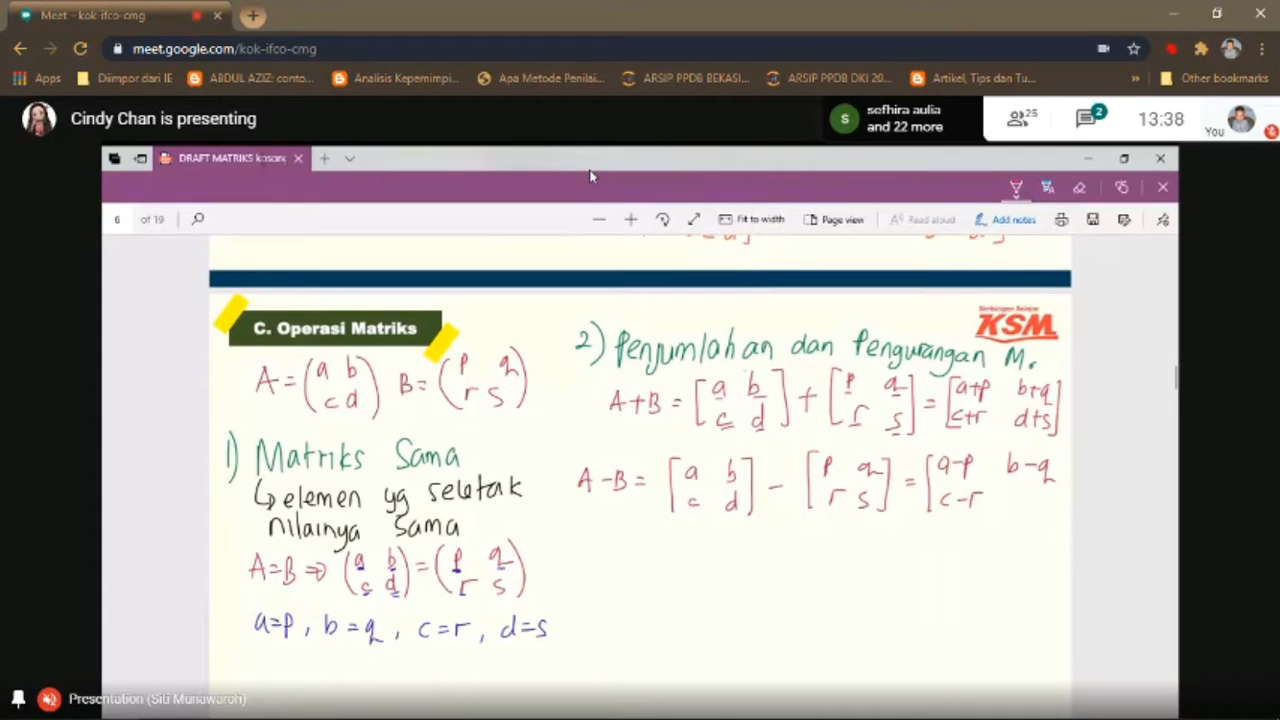 Meet – kok-ifco-cmg
meet.google.com/kok-ifco-cmg
Apps Diimpor dari IE ABDUL AZIZ: conto... Analisis Kepemimpi... Apa Metode Penilai... ARSIP PPDB BEKASI... ARSIP PPDB DKI 20... Artikel, Tips dan Tu... » Other bookmarks
Cindy Chan is presenting
S sefhira aulia
and 22 more
25 2 13:38 You
DRAFT MATRIKS kosong
6 of 19 Fit to width Page view Read aloud Add notes
C. Operasi Matriks
Bimbingan Belajar
KSM
A = (a b
c d) B = (p q
r s)
1) Matriks Sama
↳ elemen yg seletak
nilainya sama
A=B ⇒ (a b
c d) = (p q
r s)
a=p, b=q, c=r, d=s
2) Penjumlahan dan Pengurangan M.
A+B = [a b
c d] + [p q
r s] = [a+p b+q
c+r d+s]
A-B = [a b
c d] - [p q
r s] = [a-p b-q
c-r
Presentation (Siti Munawaroh)